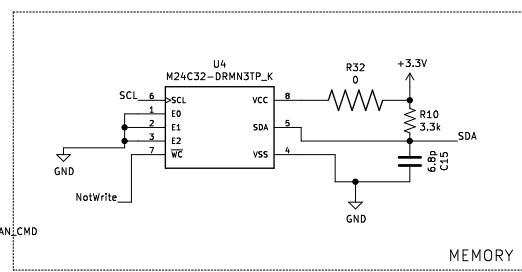 U4
M24C32-DRMN3TP_K
R32
0
+3.3V
SCL 6 SCL VCC 8
1 E0
R10
3.3k
2 E1 SDA 5
SDA
3 E2
7 WC VSS 4
6.8p
C15
GND
NotWrite
GND
AN_CMD
MEMORY